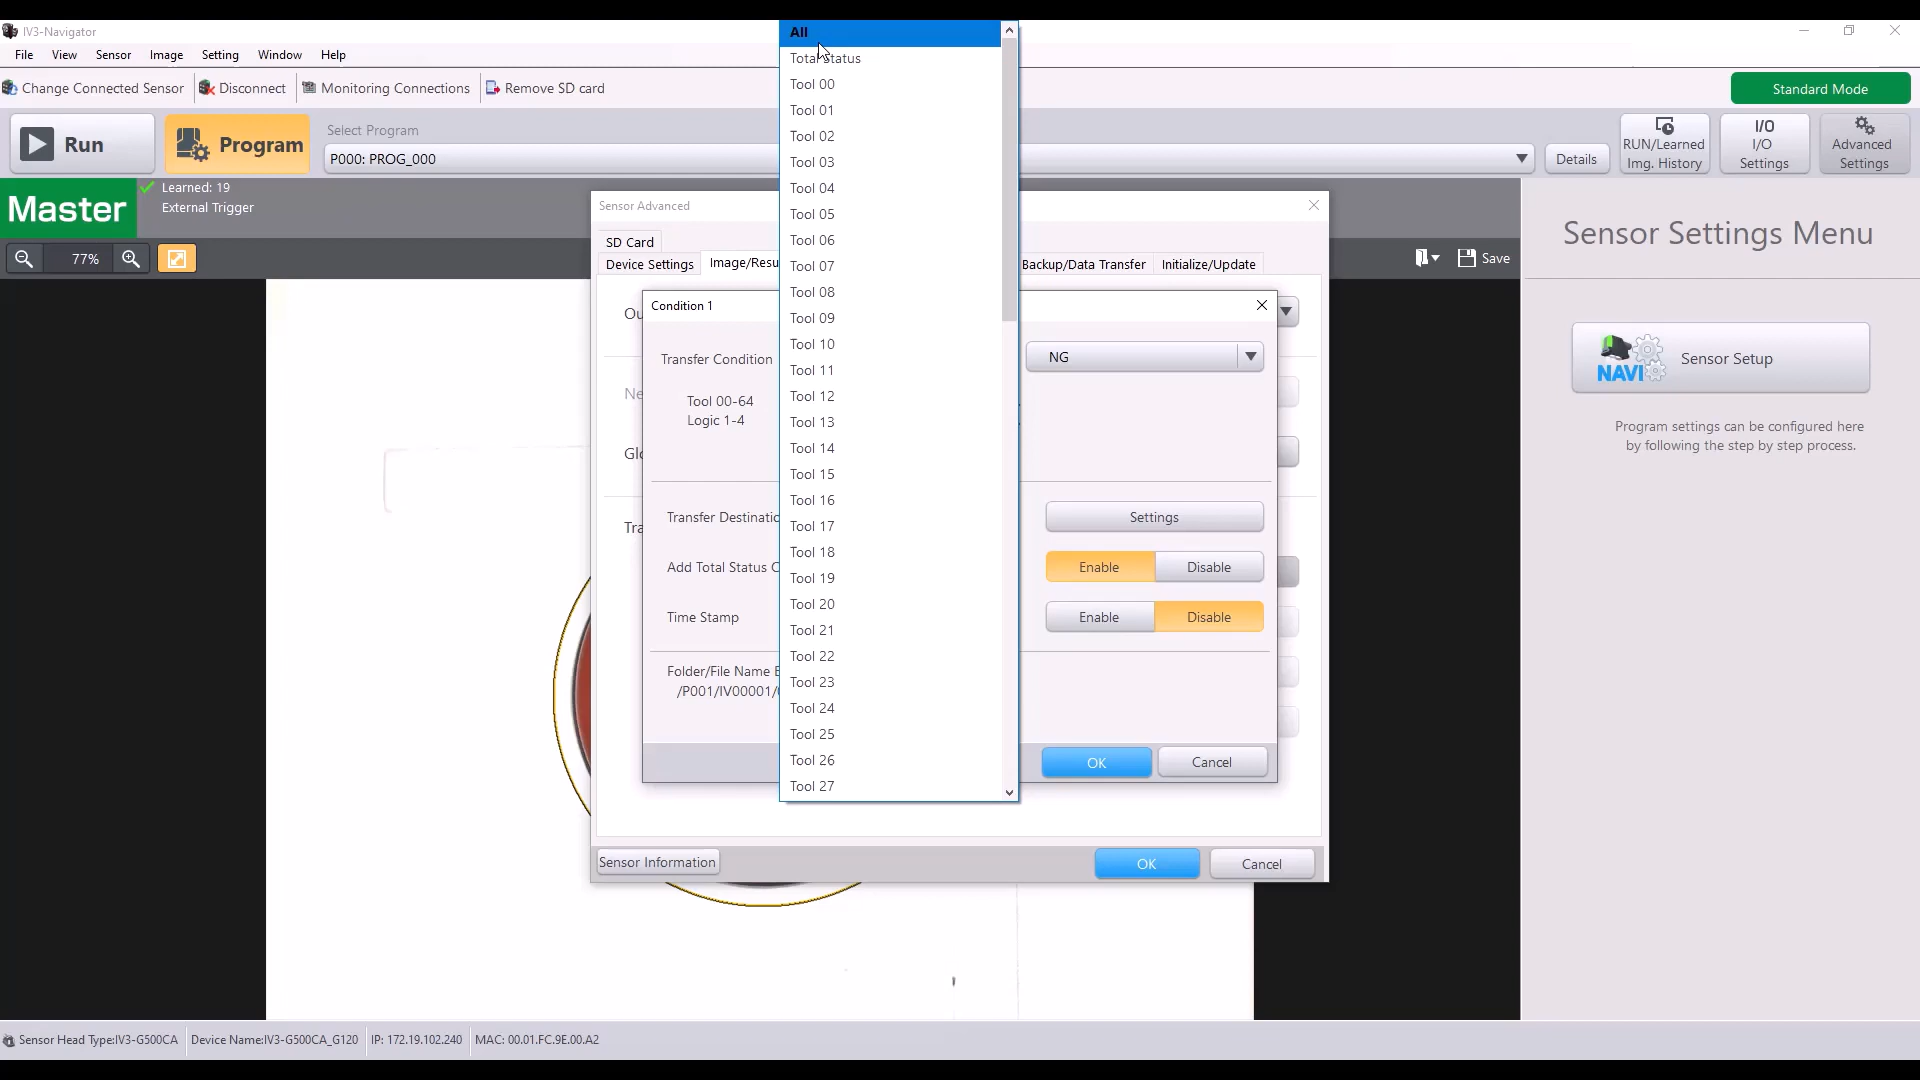 IV3-Navigator
File View Sensor Image Setting Window Help
Change Connected Sensor Disconnect Monitoring Connections Remove SD card
Standard Mode
Run
Program
Select Program
P000: PROG_000
Details
RUN/Learned
Img. History
I/O
I/O
Settings
Advanced
Settings
Master
Learned: 19
External Trigger
77%
Save
Sensor Advanced
SD Card
Device Settings Image/Resu Backup/Data Transfer Initialize/Update
Condition 1
Transfer Condition
NG
Tool 00-64
Logic 1-4
Transfer Destinatio
Settings
Add Total Status C
Enable Disable
Time Stamp
Enable Disable
Folder/File Name E
/P001/IV00001/
OK Cancel
Sensor Information
OK Cancel
All
Total Status
Tool 00
Tool 01
Tool 02
Tool 03
Tool 04
Tool 05
Tool 06
Tool 07
Tool 08
Tool 09
Tool 10
Tool 11
Tool 12
Tool 13
Tool 14
Tool 15
Tool 16
Tool 17
Tool 18
Tool 19
Tool 20
Tool 21
Tool 22
Tool 23
Tool 24
Tool 25
Tool 26
Tool 27
Sensor Settings Menu
NAVI
Sensor Setup
Program settings can be configured here
by following the step by step process.
Sensor Head Type:IV3-G500CA Device Name:IV3-G500CA_G120 IP: 172.19.102.240 MAC: 00.01.FC.9E.00.A2